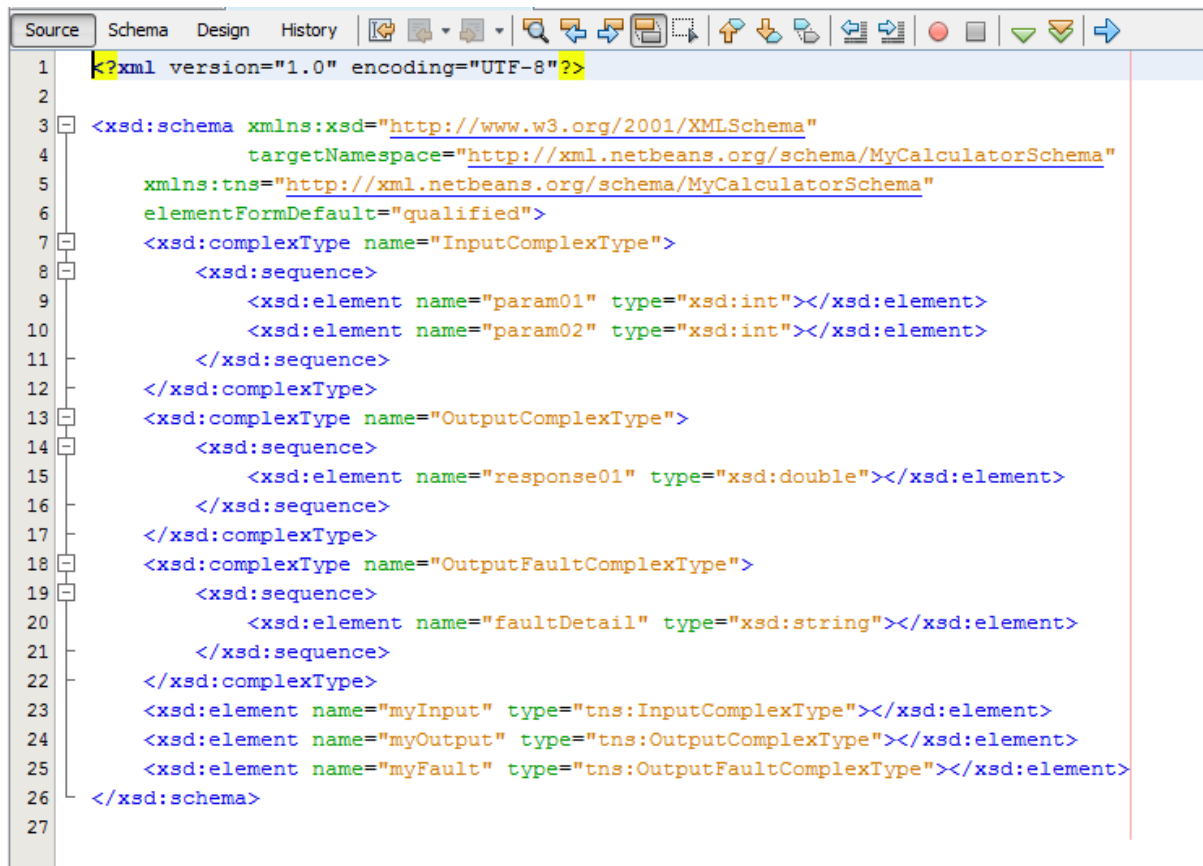 Source Schema Design History
1 <?xml version="1.0" encoding="UTF-8"?>
2
3 <xsd:schema xmlns:xsd="http://www.w3.org/2001/XMLSchema"
4 targetNamespace="http://xml.netbeans.org/schema/MyCalculatorSchema"
5 xmlns:tns="http://xml.netbeans.org/schema/MyCalculatorSchema"
6 elementFormDefault="qualified">
7 <xsd:complexType name="InputComplexType">
8 <xsd:sequence>
9 <xsd:element name="param01" type="xsd:int"></xsd:element>
10 <xsd:element name="param02" type="xsd:int"></xsd:element>
11 </xsd:sequence>
12 </xsd:complexType>
13 <xsd:complexType name="OutputComplexType">
14 <xsd:sequence>
15 <xsd:element name="response01" type="xsd:double"></xsd:element>
16 </xsd:sequence>
17 </xsd:complexType>
18 <xsd:complexType name="OutputFaultComplexType">
19 <xsd:sequence>
20 <xsd:element name="faultDetail" type="xsd:string"></xsd:element>
21 </xsd:sequence>
22 </xsd:complexType>
23 <xsd:element name="myInput" type="tns:InputComplexType"></xsd:element>
24 <xsd:element name="myOutput" type="tns:OutputComplexType"></xsd:element>
25 <xsd:element name="myFault" type="tns:OutputFaultComplexType"></xsd:element>
26 </xsd:schema>
27